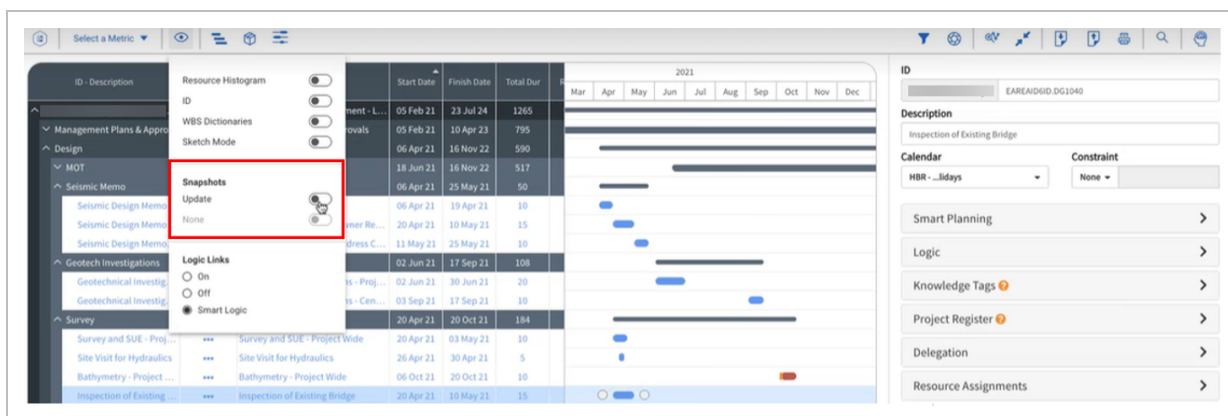 Select a Metric
ID - Description
Start Date Finish Date Total Dur
2021
Mar Apr May Jun Jul Aug Sep Oct Nov Dec
Resource Histogram
ID
WBS Dictionaries
Sketch Mode
Snapshots
Update
None
Logic Links
On
Off
Smart Logic
ment - L... 05 Feb 21 23 Jul 24 1265
Management Plans & Appro ovals 05 Feb 21 10 Apr 23 795
Design 06 Apr 21 16 Nov 22 590
MOT 18 Jun 21 16 Nov 22 517
Seismic Memo 06 Apr 21 25 May 21 50
Seismic Design Memo 06 Apr 21 19 Apr 21 10
Seismic Design Memo ner Re... 20 Apr 21 10 May 21 15
Seismic Design Memo dress C... 11 May 21 25 May 21 10
Geotech Investigations 02 Jun 21 17 Sep 21 108
Geotechnical Investig. s - Proj... 02 Jun 21 30 Jun 21 20
Geotechnical Investig. s - Cen... 03 Sep 21 17 Sep 21 10
Survey 20 Apr 21 20 Oct 21 184
Survey and SUE - Proj... ••• Survey and SUE - Project Wide 20 Apr 21 03 May 21 10
Site Visit for Hydraulics ••• Site Visit for Hydraulics 26 Apr 21 30 Apr 21 5
Bathymetry - Project ... ••• Bathymetry - Project Wide 06 Oct 21 20 Oct 21 10
Inspection of Existing ... ••• Inspection of Existing Bridge 20 Apr 21 10 May 21 15
ID
EAREAIDGID.DG1040
Description
Inspection of Existing Bridge
Calendar Constraint
HBR - ...lidays None
Smart Planning
Logic
Knowledge Tags
Project Register
Delegation
Resource Assignments